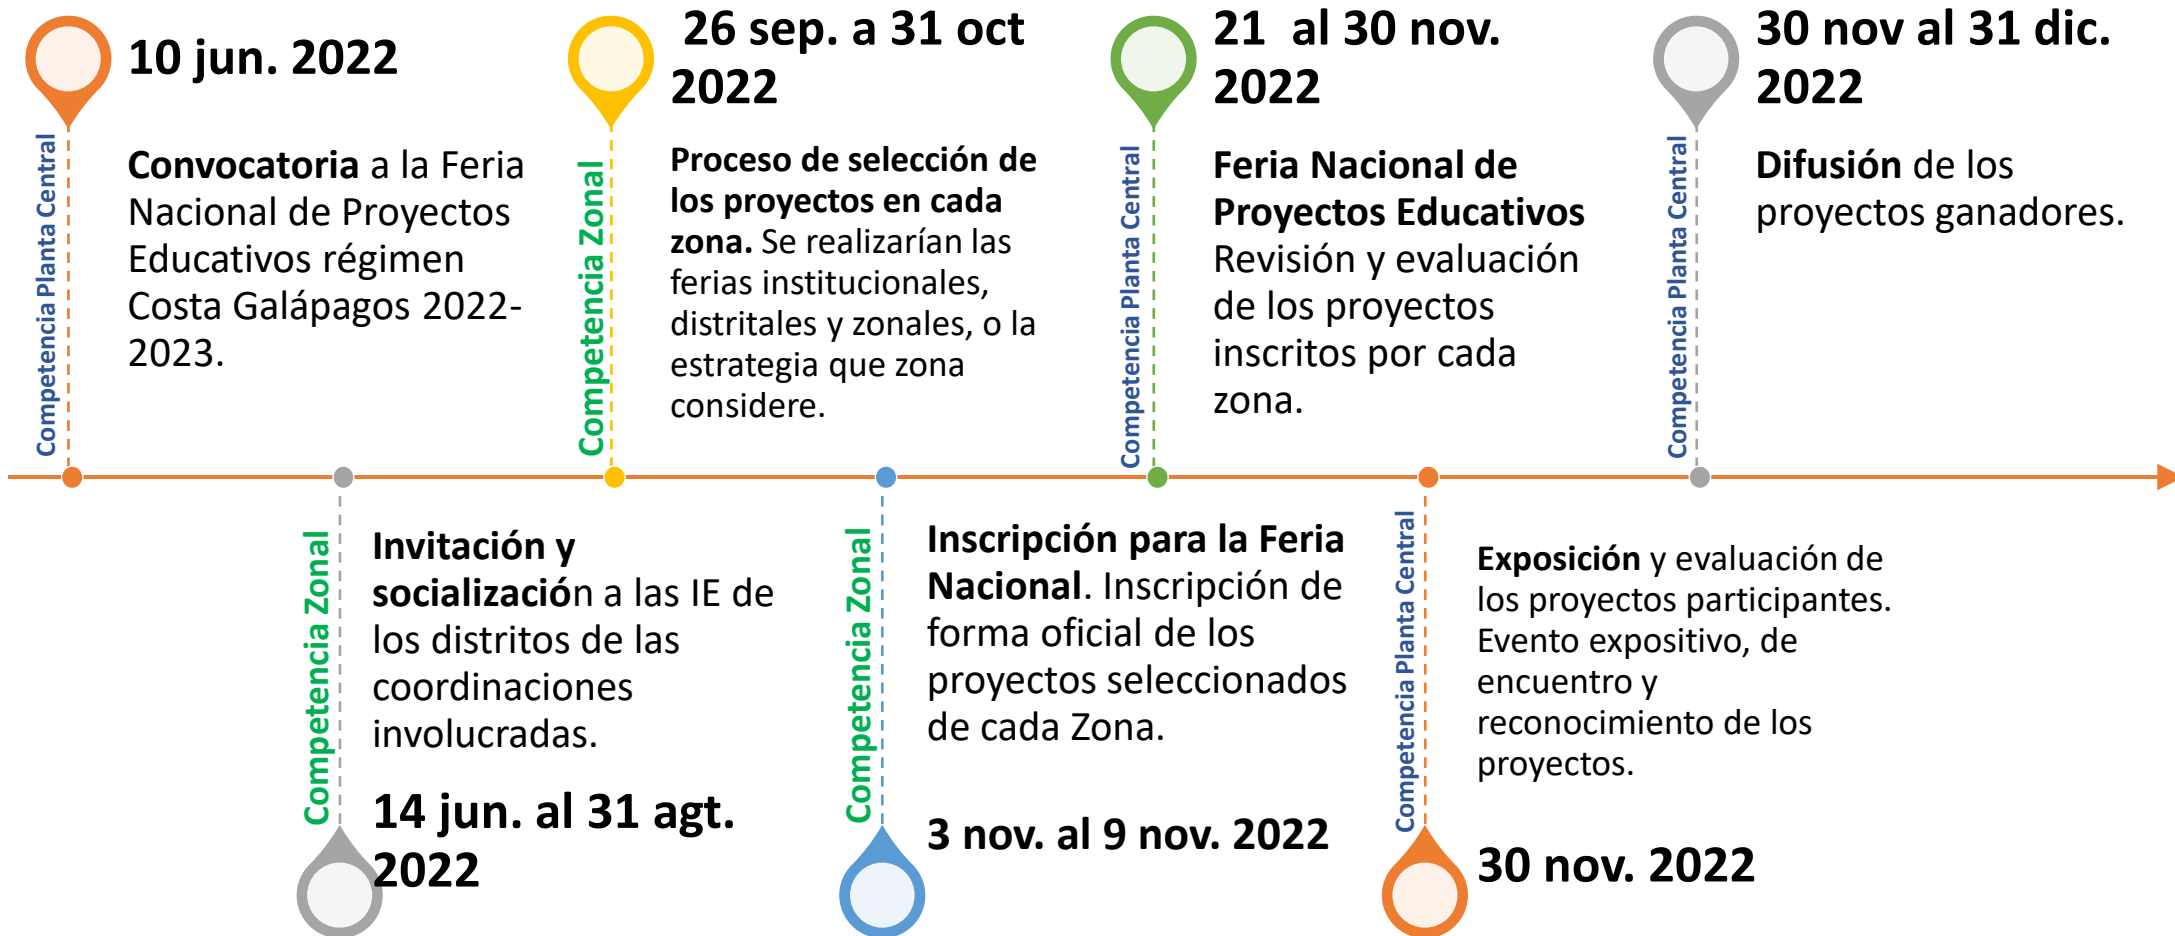 10 jun. 2022
Competencia Planta Central
Convocatoria a la Feria
Nacional de Proyectos
Educativos régimen
Costa Galápagos 2022-
2023.
26 sep. a 31 oct
2022
Competencia Zonal
Proceso de selección de
los proyectos en cada
zona. Se realizarían las
ferias institucionales,
distritales y zonales, o la
estrategia que zona
considere.
21 al 30 nov.
2022
Competencia Planta Central
Feria Nacional de
Proyectos Educativos
Revisión y evaluación
de los proyectos
inscritos por cada
zona.
30 nov al 31 dic.
2022
Competencia Planta Central
Difusión de los
proyectos ganadores.
Competencia Zonal
Invitación y
socialización a las IE de
los distritos de las
coordinaciones
involucradas.
14 jun. al 31 agt.
2022
Competencia Zonal
Inscripción para la Feria
Nacional. Inscripción de
forma oficial de los
proyectos seleccionados
de cada Zona.
3 nov. al 9 nov. 2022
Competencia Planta Central
Exposición y evaluación de
los proyectos participantes.
Evento expositivo, de
encuentro y
reconocimiento de los
proyectos.
30 nov. 2022